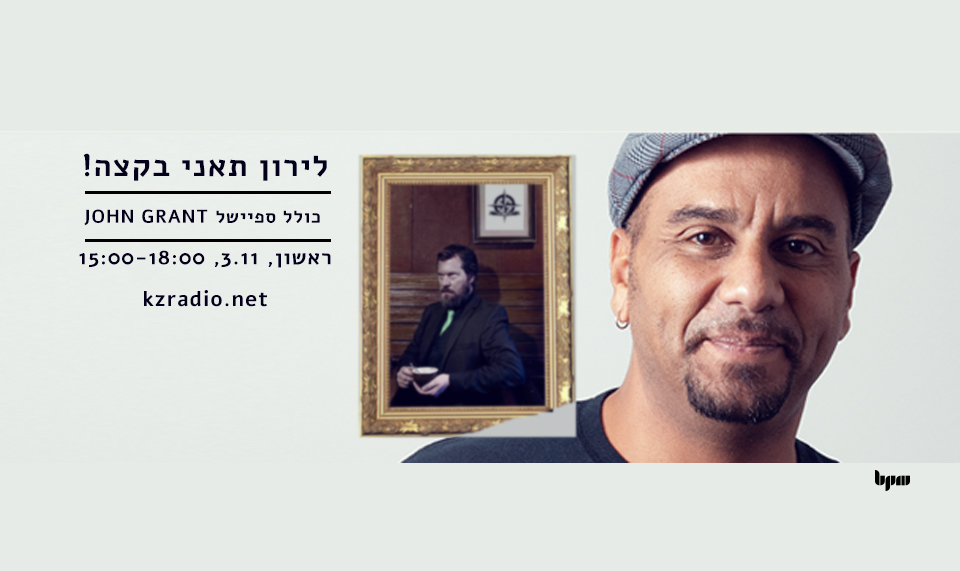 לירון תאני בקצה!
כולל ספיישל JOHN GRANT
ראשון, 3.11, 15:00-18:00
kzradio.net